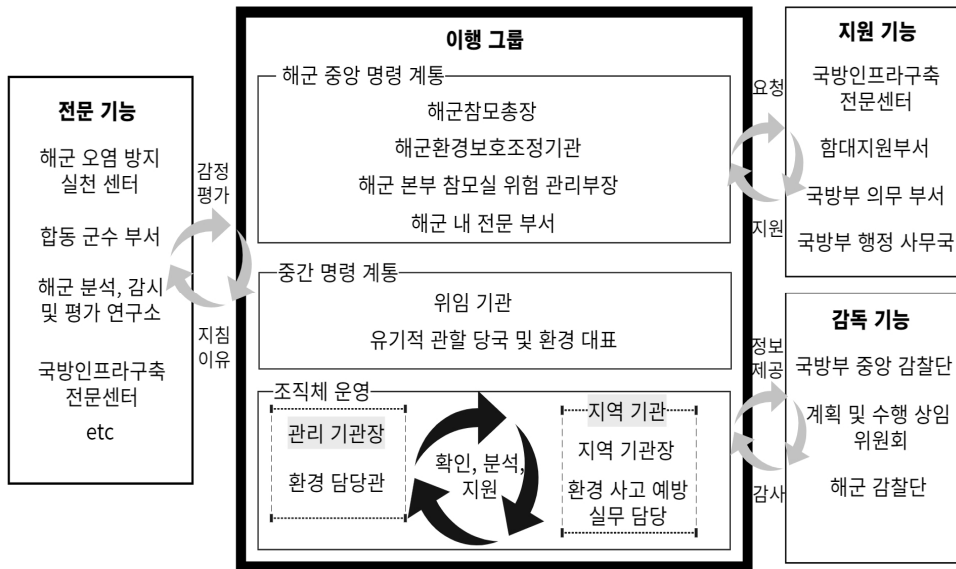 전문 기능
해군 오염 방지
실천 센터
합동 군수 부서
해군 분석, 감시
및 평가 연구소
국방인프라구축
전문센터
etc
감정
평가
지침
이유
이행 그룹
해군 중앙 명령 계통
해군참모총장
해군환경보호조정기관
해군 본부 참모실 위험 관리부장
해군 내 전문 부서
중간 명령 계통
위임 기관
유기적 관할 당국 및 환경 대표
조직체 운영
관리 기관장
환경 담당관
확인, 분석,
지원
지역 기관
지역 기관장
환경 사고 예방
실무 담당
요청
지원
정보
제공
감사
지원 기능
국방인프라구축
전문센터
함대지원부서
국방부 의무 부서
국방부 행정 사무국
감독 기능
국방부 중앙 감찰단
계획 및 수행 상임
위원회
해군 감찰단